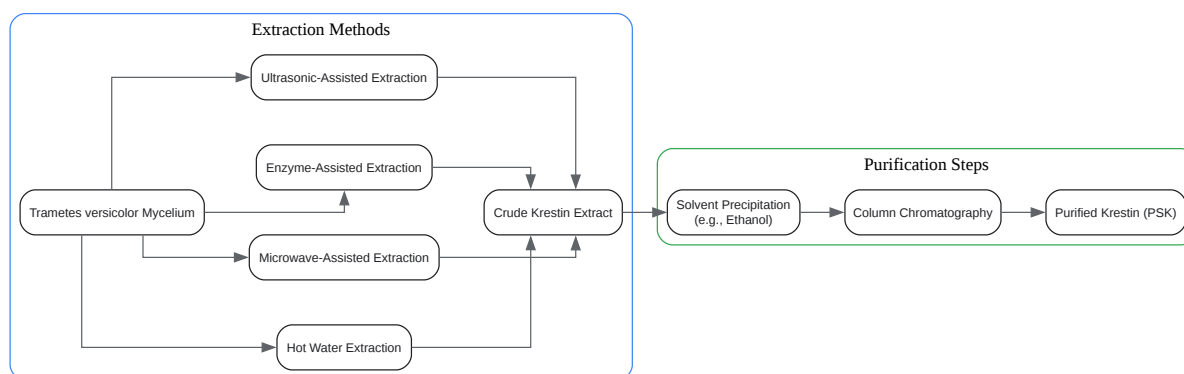 Extraction Methods
Ultrasonic-Assisted Extraction
Enzyme-Assisted Extraction
Trametes versicolor Mycelium
Crude Krestin Extract
Microwave-Assisted Extraction
Hot Water Extraction
Purification Steps
Solvent Precipitation
(e.g., Ethanol)
Column Chromatography
Purified Krestin (PSK)